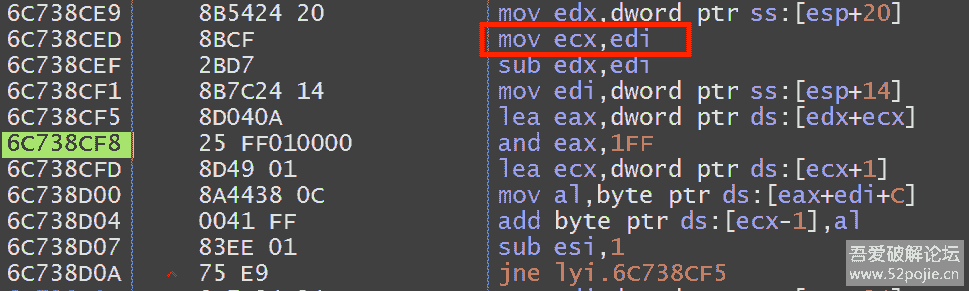 6C738CE9 8B5424 20 mov edx,dword ptr ss:[esp+20]
6C738CED 8BCF mov ecx,edi
6C738CEF 2BD7 sub edx,edi
6C738CF1 8B7C24 14 mov edi,dword ptr ss:[esp+14]
6C738CF5 8D040A lea eax,dword ptr ds:[edx+ecx]
6C738CF8 25 FF010000 and eax,1FF
6C738CFD 8D49 01 lea ecx,dword ptr ds:[ecx+1]
6C738D00 8A4438 0C mov al,byte ptr ds:[eax+edi+C]
6C738D04 0041 FF add byte ptr ds:[ecx-1],al
6C738D07 83EE 01 sub esi,1
6C738D0A ^ 75 E9 jne lyi.6C738CF5
吾爱破解论坛
www.52pojie.cn